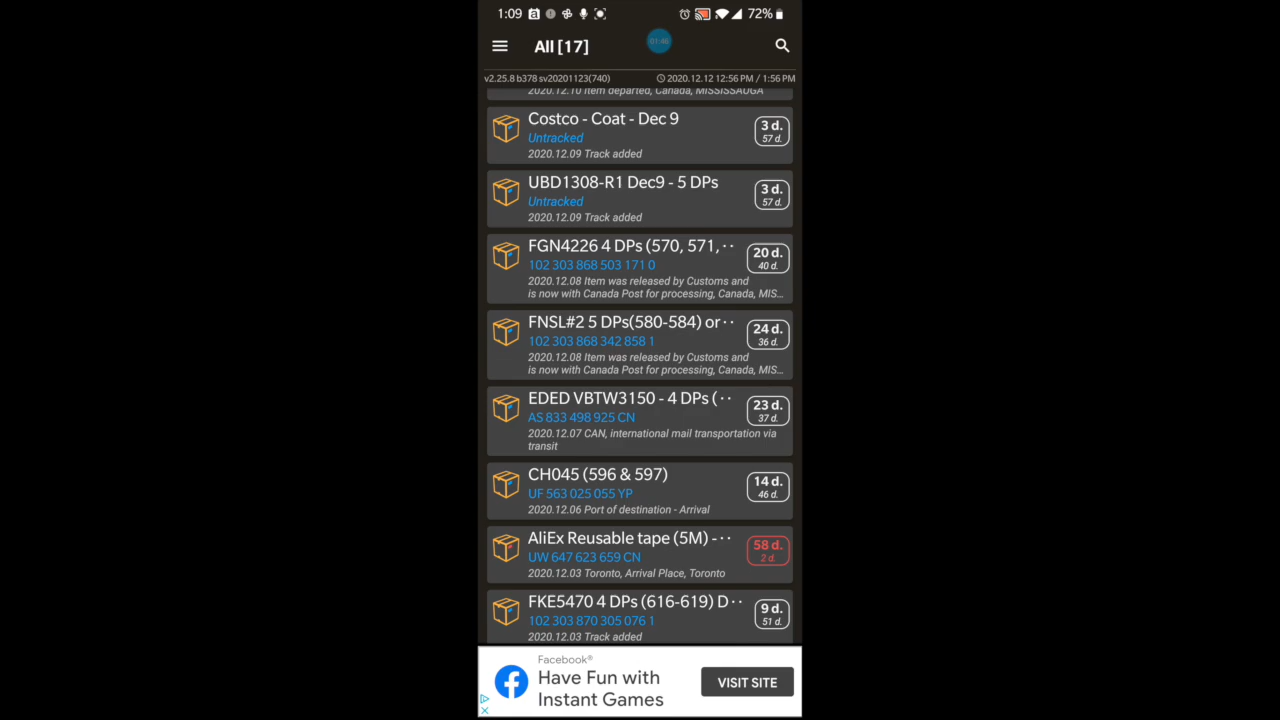 1:09
72%
All [17]
01:46
v2.25.8 b378 sv20201123(740)
2020.12.12 12:56 PM / 1:56 PM
2020.12.10 Item departed, Canada, MISSISSAUGA
Costco - Coat - Dec 9
3 d.
57 d.
Untracked
2020.12.09 Track added
UBD1308-R1 Dec9 - 5 DPs
3 d.
57 d.
Untracked
2020.12.09 Track added
FGN4226 4 DPs (570, 571, ··
20 d.
40 d.
102 303 868 503 171 0
2020.12.08 Item was released by Customs and
is now with Canada Post for processing, Canada, MIS...
FNSL#2 5 DPs(580-584) or ··
24 d.
36 d.
102 303 868 342 858 1
2020.12.08 Item was released by Customs and
is now with Canada Post for processing, Canada, MIS...
EDED VBTW3150 - 4 DPs ( ··
23 d.
37 d.
AS 833 498 925 CN
2020.12.07 CAN, international mail transportation via
transit
CH045 (596 & 597)
14 d.
46 d.
UF 563 025 055 YP
2020.12.06 Port of destination - Arrival
AliEx Reusable tape (5M) - ··
58 d.
2 d.
UW 647 623 659 CN
2020.12.03 Toronto, Arrival Place, Toronto
FKE5470 4 DPs (616-619) D ··
9 d.
51 d.
102 303 870 305 076 1
2020.12.03 Track added
Facebook®
Have Fun with
Instant Games
VISIT SITE